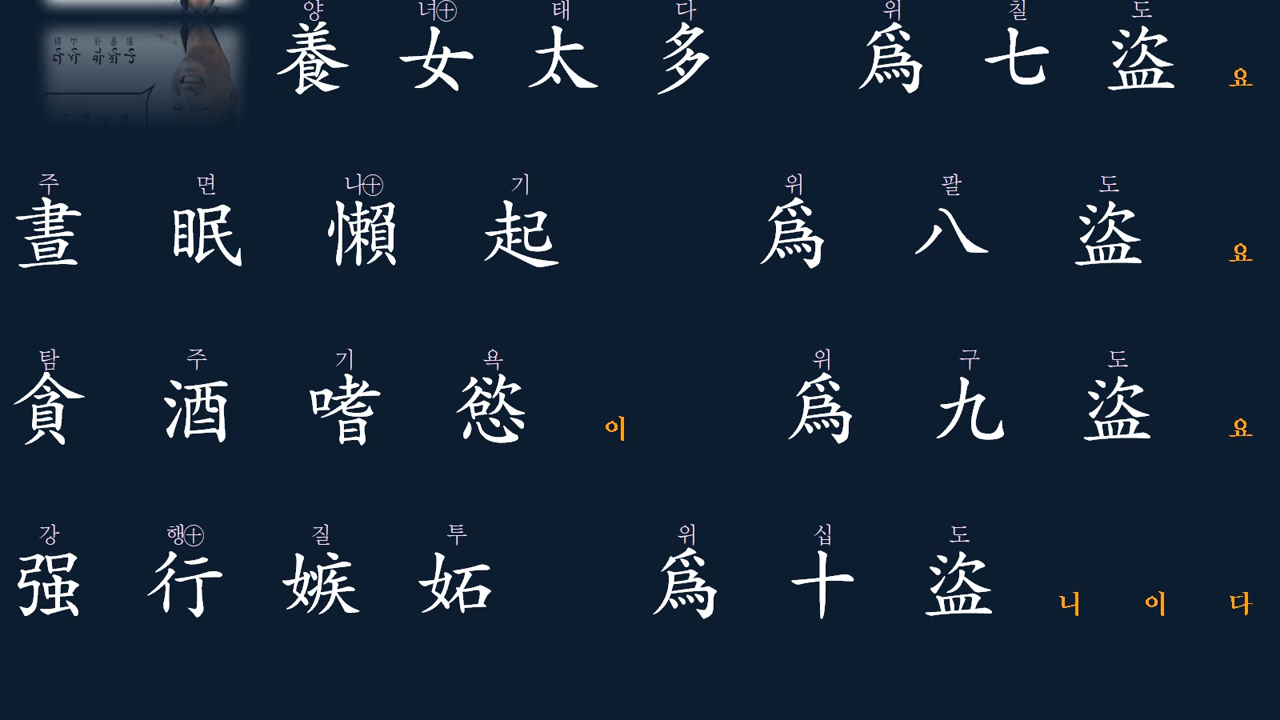 양 녀㊉ 태 다 위 칠 도
養 女 太 多 爲 七 盜 요
주 면 나㊉ 기 위 팔 도
晝 眠 懶 起 爲 八 盜 요
탐 주 기 욕 위 구 도
貪 酒 嗜 慾 이 爲 九 盜 요
강 행㊉ 질 투 위 십 도
强 行 嫉 妬 爲 十 盜 니 이 다